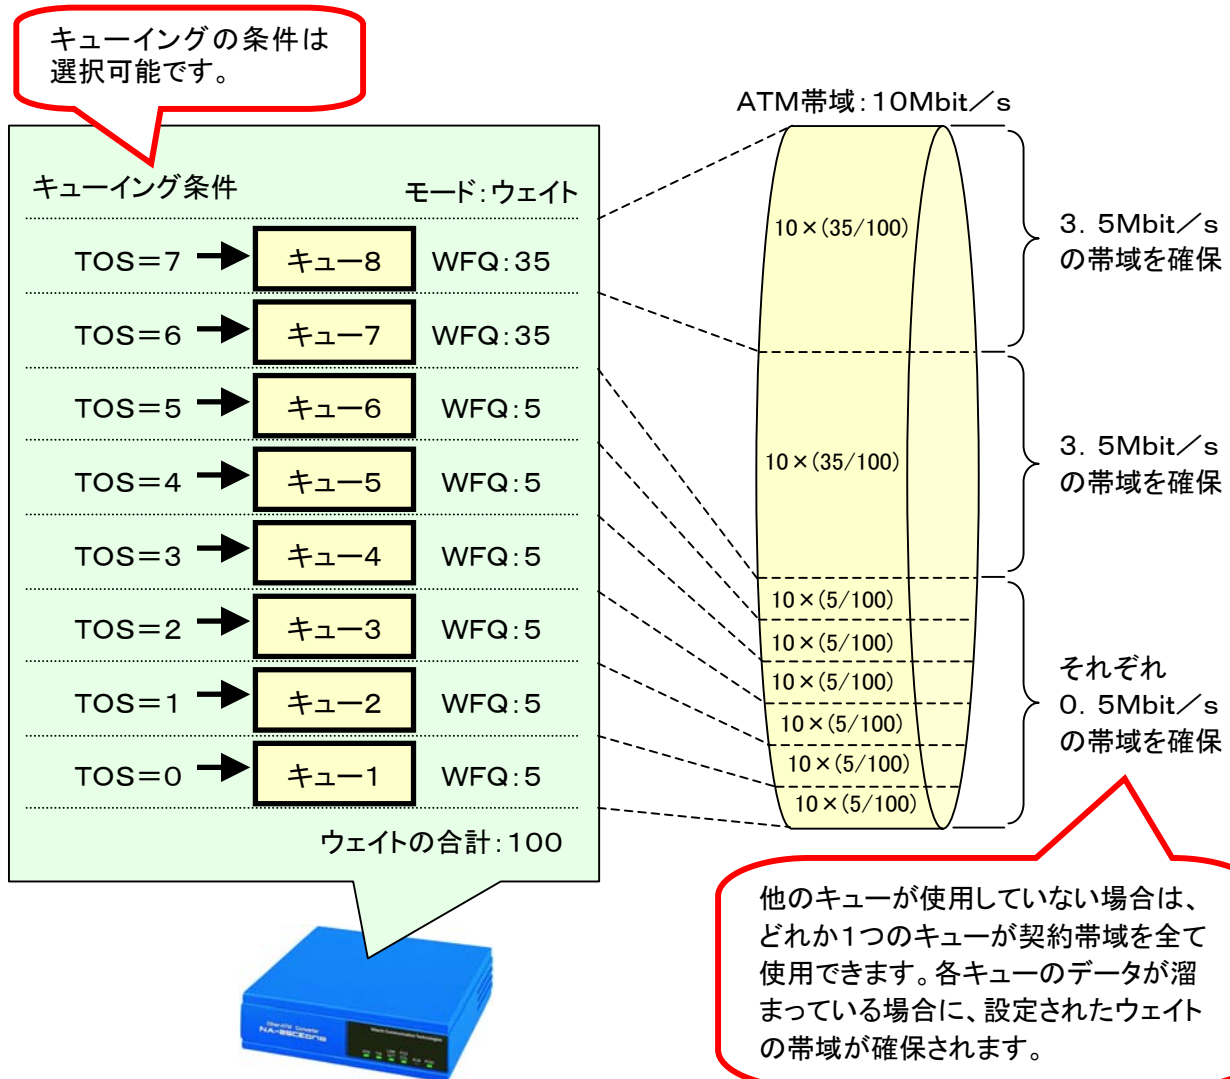 キューイングの条件は
選択可能です。
キューイング条件 モード:ウェイト
TOS=7 キュー8 WFQ:35
TOS=6 キュー7 WFQ:35
TOS=5 キュー6 WFQ:5
TOS=4 キュー5 WFQ:5
TOS=3 キュー4 WFQ:5
TOS=2 キュー3 WFQ:5
TOS=1 キュー2 WFQ:5
TOS=0 キュー1 WFQ:5
ウェイトの合計:100
ATM帯域:10Mbit/s
10×(35/100)
10×(35/100)
10×(5/100)
10×(5/100)
10×(5/100)
10×(5/100)
10×(5/100)
10×(5/100)
3.5Mbit/s
の帯域を確保
3.5Mbit/s
の帯域を確保
それぞれ
0.5Mbit/s
の帯域を確保
他のキューが使用していない場合は、
どれか1つのキューが契約帯域を全て
使用できます。各キューのデータが溜
まっている場合に、設定されたウェイト
の帯域が確保されます。
Hitachi Communication Technologies